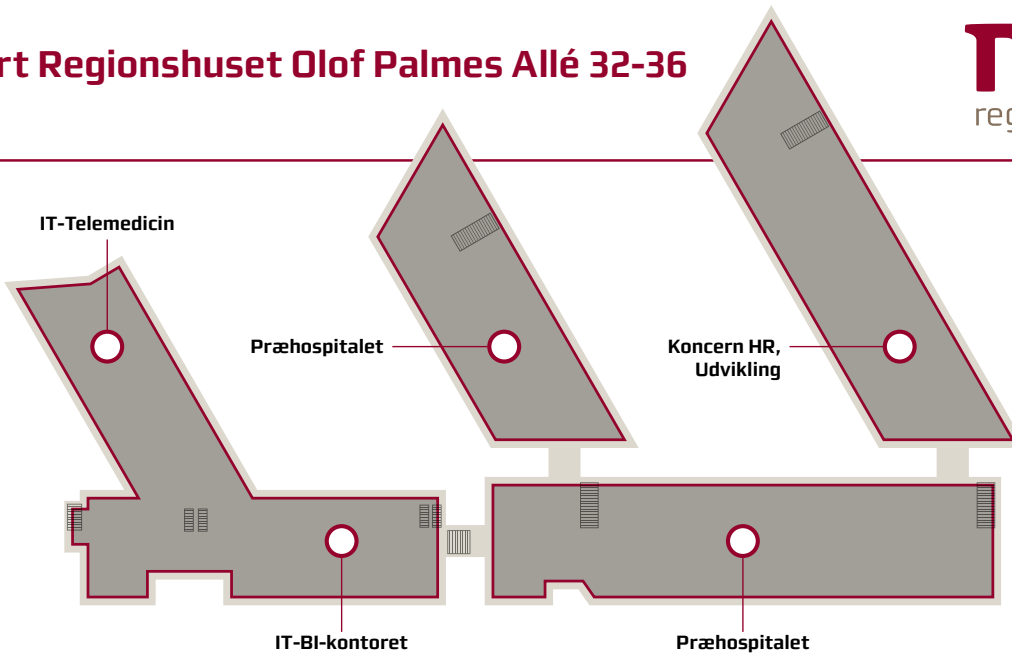 rt Regionshuset Olof Palmes Allé 32-36
reg
IT-Telemedicin
Præhospitalet
Koncern HR,
Udvikling
IT-BI-kontoret
Præhospitalet